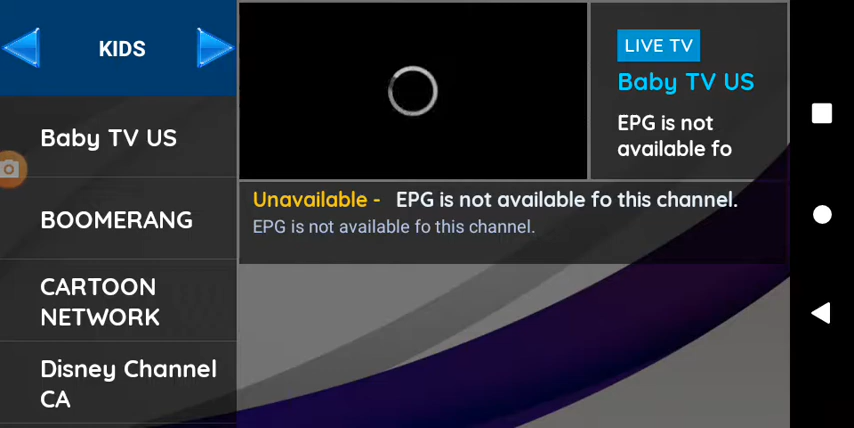 KIDS
LIVE TV
Baby TV US
EPG is not
available fo
Baby TV US
Unavailable - EPG is not available fo this channel.
EPG is not available fo this channel.
BOOMERANG
CARTOON
NETWORK
Disney Channel
CA